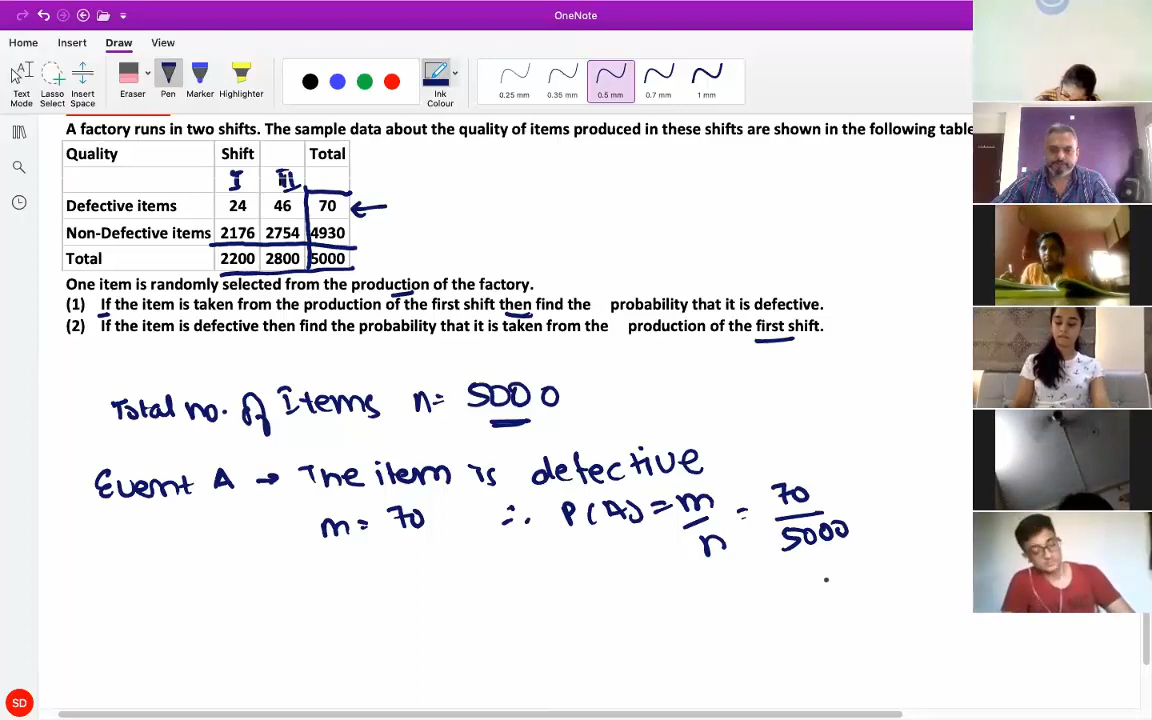 OneNote
Home Insert Draw View
Text Mode
Lasso Select
Insert Space
Eraser
Pen
Marker
Highlighter
Ink Colour
0.25 mm
0.35 mm
0.5 mm
0.7 mm
1 mm
A factory runs in two shifts. The sample data about the quality of items produced in these shifts are shown in the following table
Quality Shift Total
I II
Defective items 24 46 70
Non-Defective items 2176 2754 4930
Total 2200 2800 5000
One item is randomly selected from the production of the factory.
(1) If the item is taken from the production of the first shift then find the probability that it is defective.
(2) If the item is defective then find the probability that it is taken from the production of the first shift.
Total no. of Items n= 5000
Event A → The item is defective
m = 70 ∴ P(A) = m/n = 70/5000
SD